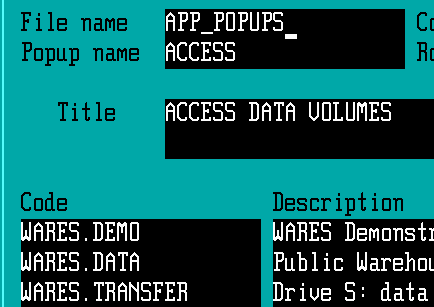 File name APP_POPUPS_ Co
Popup name ACCESS Ro
Title ACCESS DATA VOLUMES
Code Description
WARES.DEMO WARES Demonstr
WARES.DATA Public Warehou
WARES.TRANSFER Drive S: data